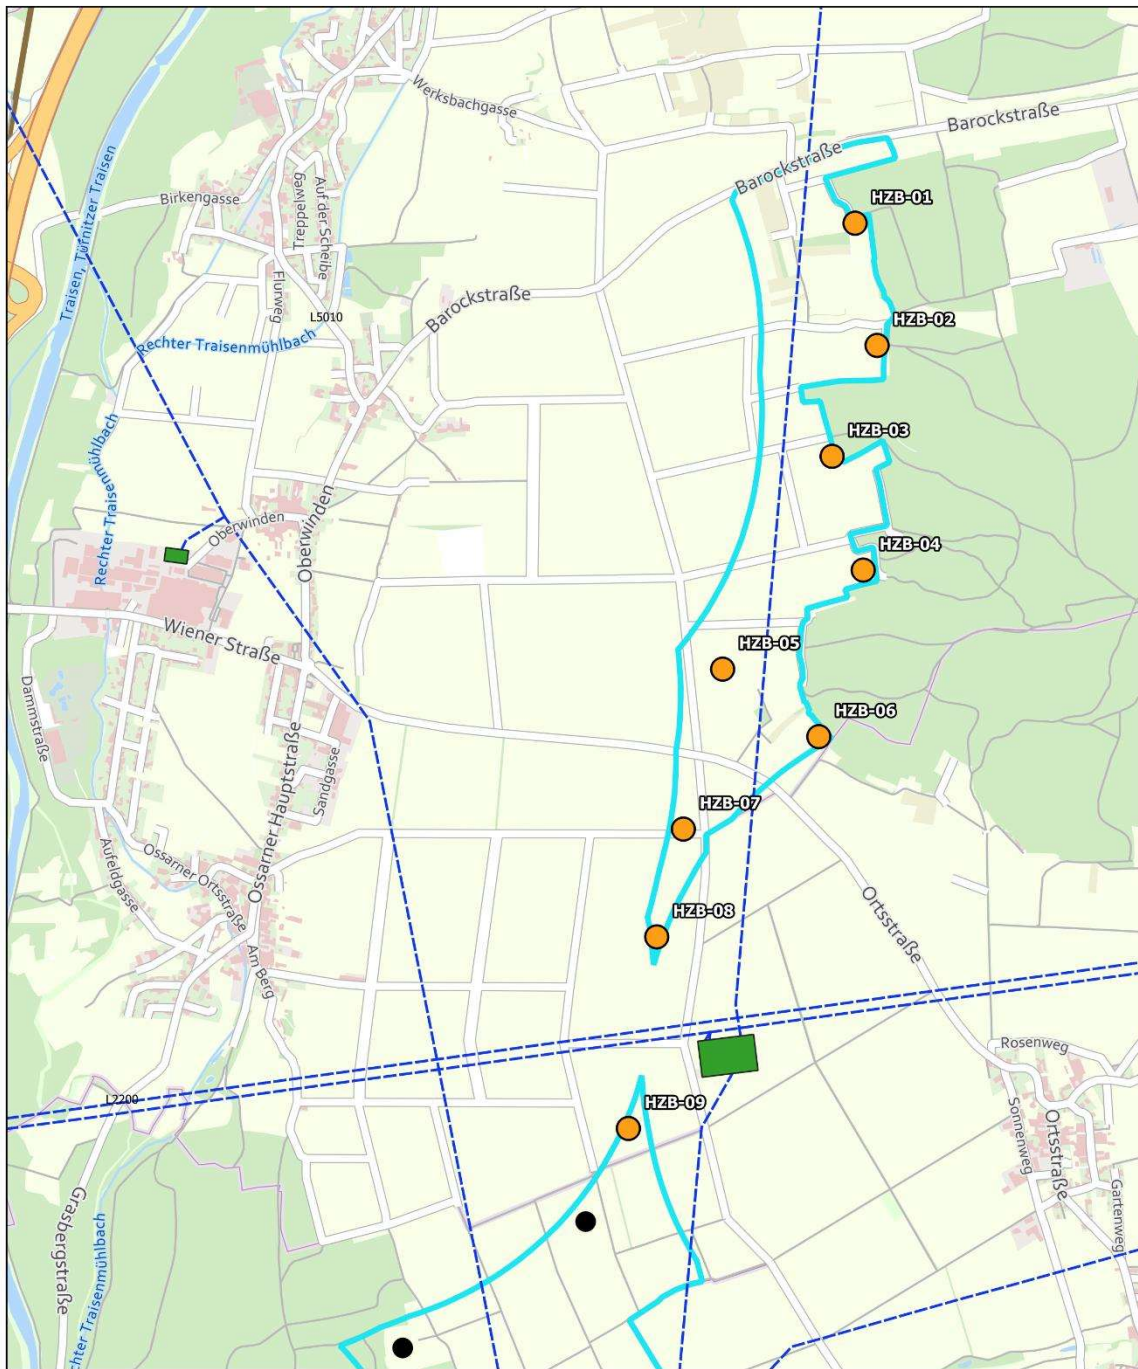 Werksbachgasse
Barockstraße
Traisen, Türnitzer Traisen
Barockstraße
Birkengasse
Treppelweg
Auf der Scheibe
HZB-01
Flurweg
L5010
Barockstraße
HZB-02
Rechter Traisenmühlbach
Rechter Traisenmühlbach
HZB-03
Oberwinden
Oberwinden
HZB-04
Wiener Straße
HZB-05
Dammstraße
HZB-06
Ossarner Hauptstraße
Sandgasse
HZB-07
Aufeldgasse
Ossarner Ortsstraße
Ortsstraße
HZB-08
Am Berg
Rosenweg
L2200
HZB-09
Sonnenweg
Ortsstraße
Gartenweg
Grasbergstraße
chter Traisenmühlbach